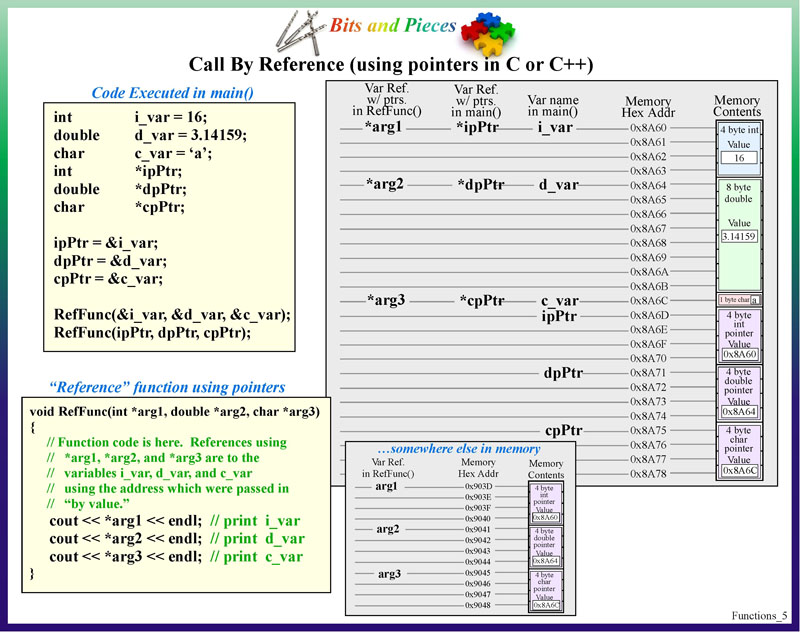 Bits and Pieces
Call By Reference (using pointers in C or C++)
Code Executed in main()
int i_var = 16;
double d_var = 3.14159;
char c_var = ‘a’;
int *ipPtr;
double *dpPtr;
char *cpPtr;
ipPtr = &i_var;
dpPtr = &d_var;
cpPtr = &c_var;
RefFunc(&i_var, &d_var, &c_var);
RefFunc(ipPtr, dpPtr, cpPtr);
“Reference” function using pointers
void RefFunc(int *arg1, double *arg2, char *arg3)
{
// Function code is here. References using
// *arg1, *arg2, and *arg3 are to the
// variables i_var, d_var, and c_var
// using the address which were passed in
// “by value.”
cout << *arg1 << endl; // print i_var
cout << *arg2 << endl; // print d_var
cout << *arg3 << endl; // print c_var
}
Var Ref.
w/ ptrs.
in RefFunc()
Var Ref.
w/ ptrs.
in main()
Var name
in main()
Memory
Hex Addr
Memory
Contents
*arg1 *ipPtr i_var 0x8A60
0x8A61
0x8A62
0x8A63
*arg2 *dpPtr d_var 0x8A64
0x8A65
0x8A66
0x8A67
0x8A68
0x8A69
0x8A6A
0x8A6B
*arg3 *cpPtr c_var 0x8A6C
ipPtr 0x8A6D
0x8A6E
0x8A6F
0x8A70
dpPtr 0x8A71
0x8A72
0x8A73
0x8A74
cpPtr 0x8A75
0x8A76
0x8A77
0x8A78
4 byte int
Value
16
8 byte
double
Value
3.14159
1 byte char a
4 byte
int
pointer
Value
0x8A60
4 byte
double
pointer
Value
0x8A64
4 byte
char
pointer
Value
0x8A6C
…somewhere else in memory
Var Ref.
in RefFunc()
Memory
Hex Addr
Memory
Contents
arg1 0x903D
0x903E
0x903F
0x9040
arg2 0x9041
0x9042
0x9043
0x9044
arg3 0x9045
0x9046
0x9047
0x9048
4 byte
int
pointer
Value
0x8A60
4 byte
double
pointer
Value
0x8A64
4 byte
char
pointer
Value
0x8A6C
Functions_5